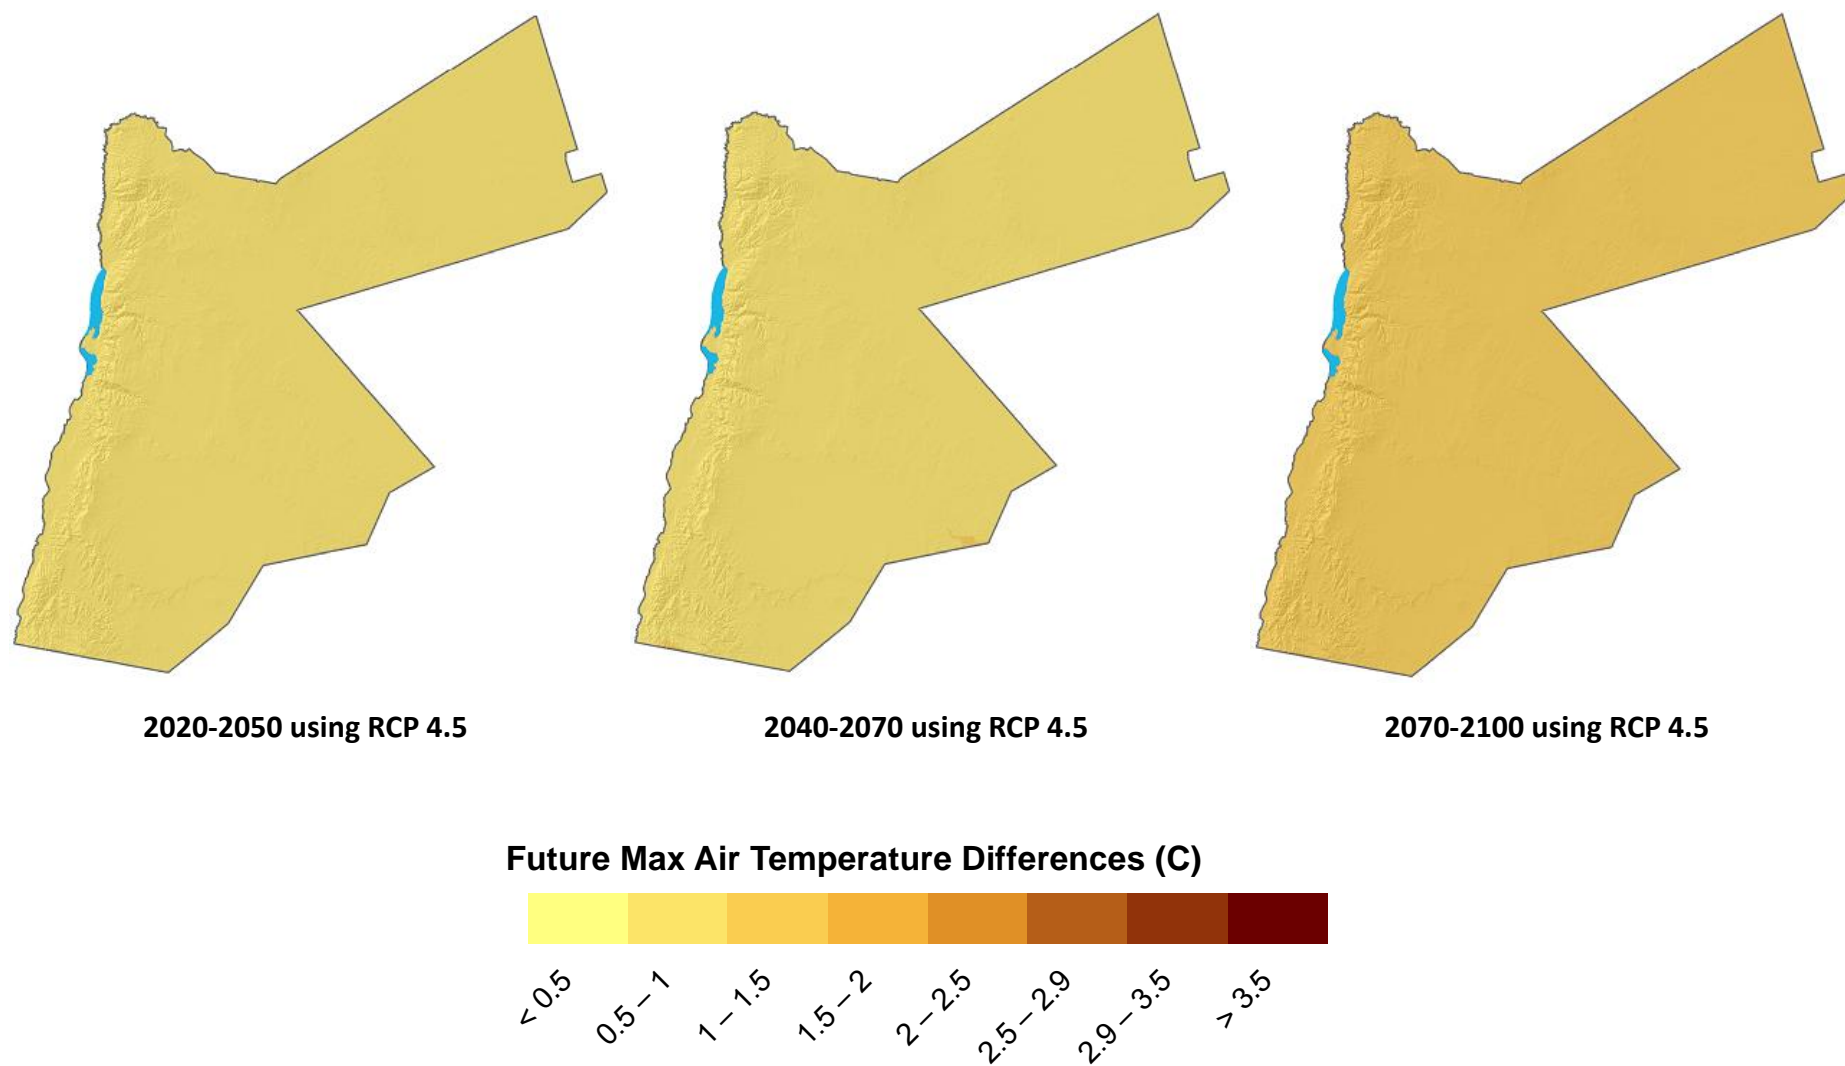 2020-2050 using RCP 4.5
2040-2070 using RCP 4.5
2070-2100 using RCP 4.5
Future Max Air Temperature Differences (C)
< 0.5
0.5 – 1
1 – 1.5
1.5 – 2
2 – 2.5
2.5 – 2.9
2.9 – 3.5
> 3.5